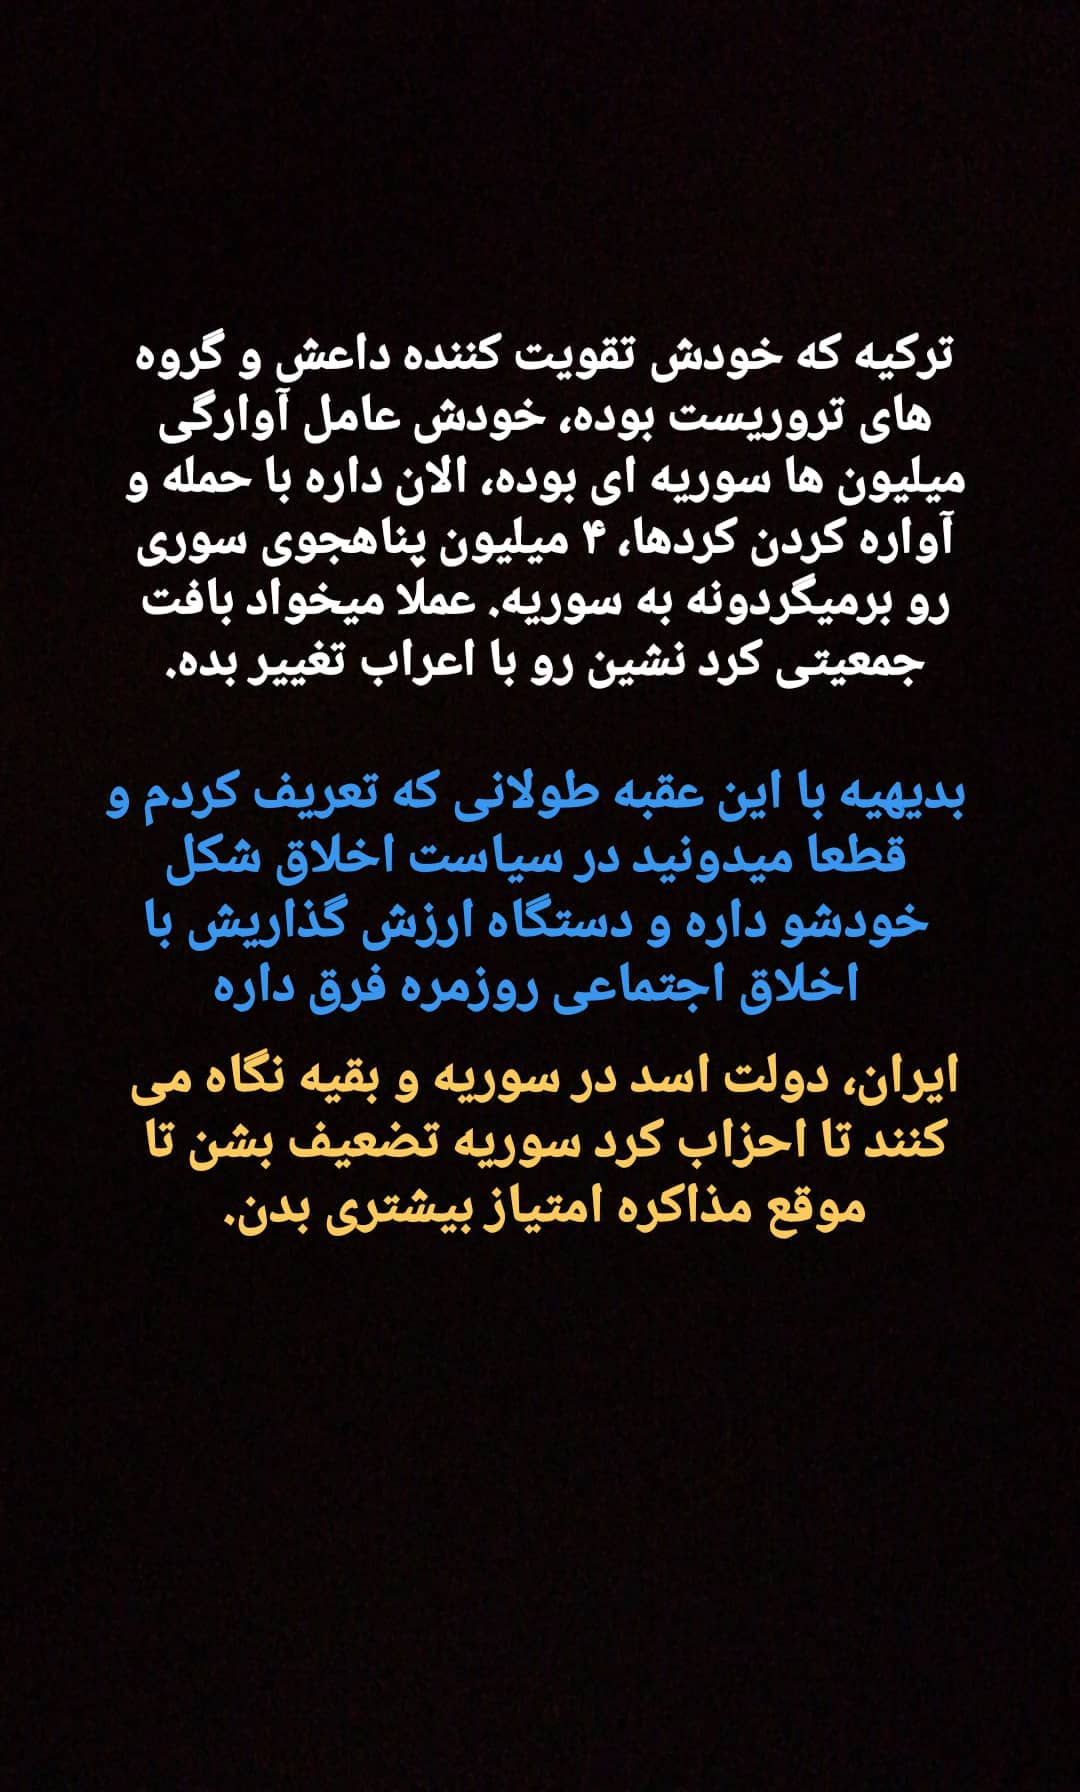 ترکیه که خودش تقویت کننده داعش و گروه
های تروریست بوده، خودش عامل آوارگی
میلیون ها سوریه ای بوده، الان داره با حمله و
آواره کردن کردها، ۴ میلیون پناهجوی سوری
رو برمیگردونه به سوریه. عملا میخواد بافت
جمعیتی کرد نشین رو با اعراب تغییر بده.
بدیهیه با این عقبه طولانی که تعریف کردم و
قطعا میدونید در سیاست اخلاق شکل
خودشو داره و دستگاه ارزش گذاریش با
اخلاق اجتماعی روزمره فرق داره
ایران، دولت اسد در سوریه و بقیه نگاه می
کنند تا احزاب کرد سوریه تضعیف بشن تا
موقع مذاکره امتیاز بیشتری بدن.